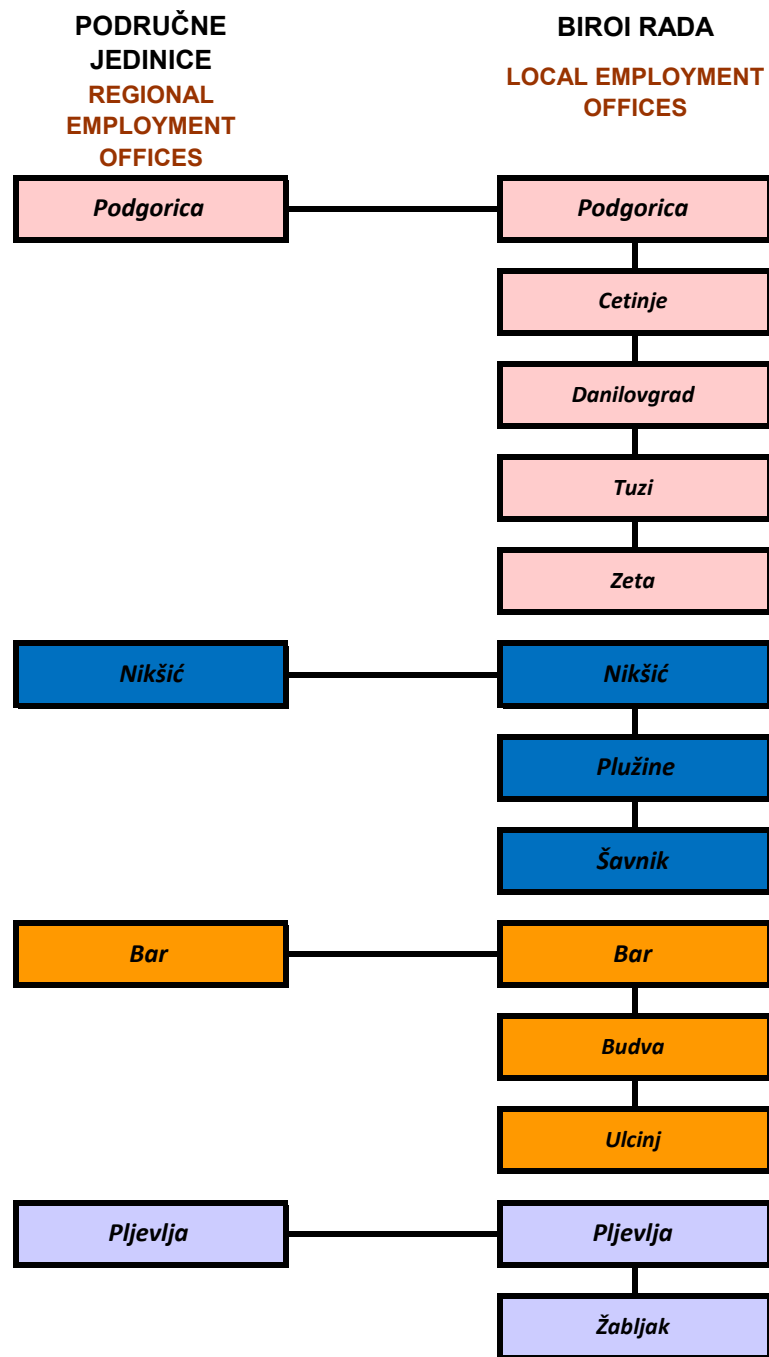 PODRUČNE
JEDINICE
REGIONAL
EMPLOYMENT
OFFICES
BIROI RADA
LOCAL EMPLOYMENT
OFFICES
Podgorica
Podgorica
Cetinje
Danilovgrad
Tuzi
Zeta
Nikšić
Nikšić
Plužine
Šavnik
Bar
Bar
Budva
Ulcinj
Pljevlja
Pljevlja
Žabljak